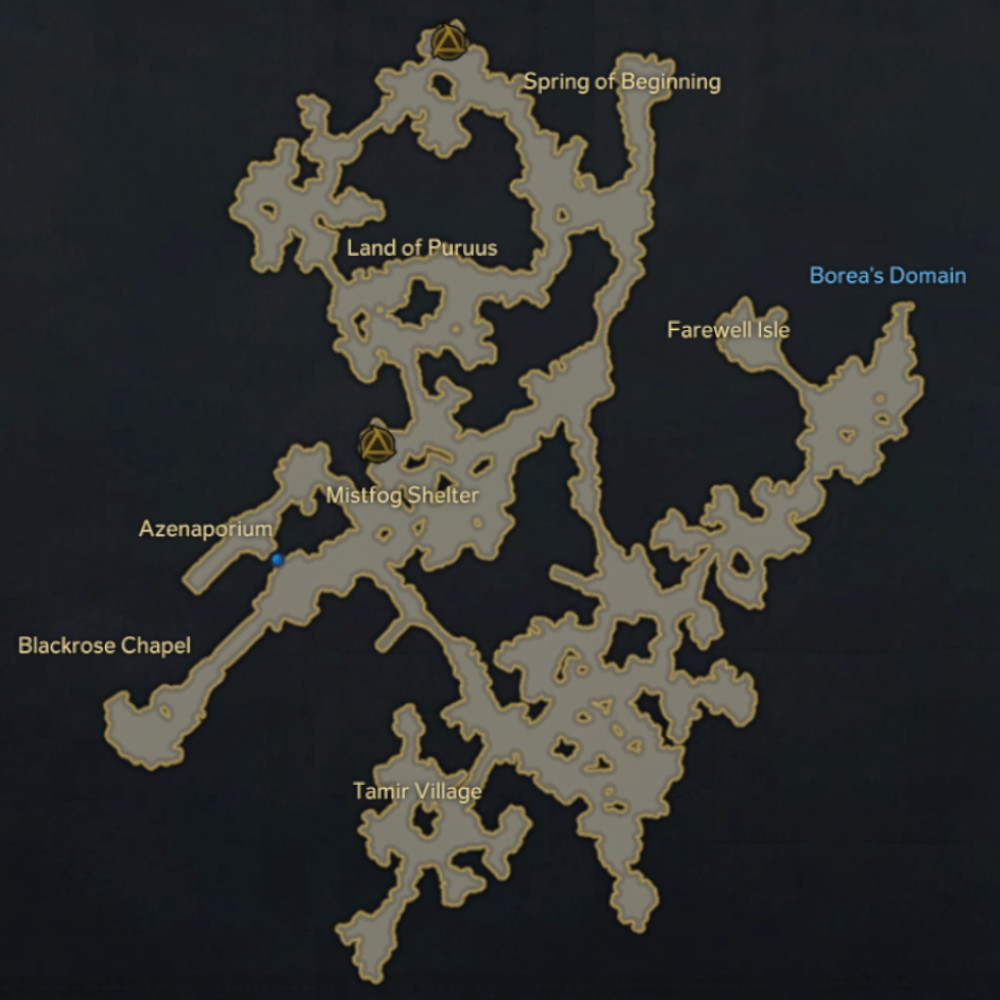 Spring of Beginning
Land of Puruus
Borea's Domain
Farewell Isle
Mistfog Shelter
Azenaporium
Blackrose Chapel
Tamir Village